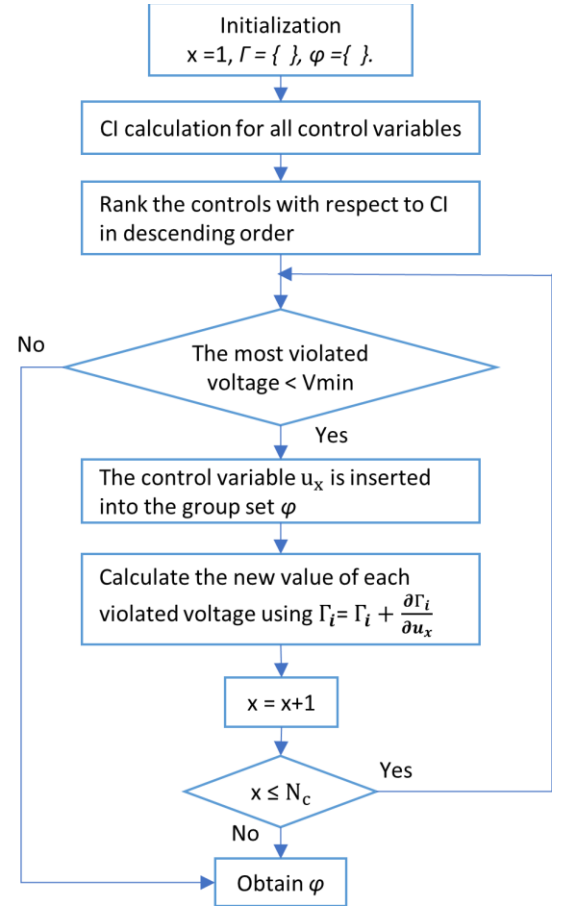 Initialization
x =1, Γ = { }, φ ={ }.
CI calculation for all control variables
Rank the controls with respect to CI
in descending order
No
The most violated
voltage < Vmin
Yes
The control variable uₓ is inserted
into the group set φ
Calculate the new value of each
violated voltage using Γᵢ= Γᵢ + ∂Γᵢ/∂uₓ
x = x+1
x ≤ N_c
Yes
No
Obtain φ